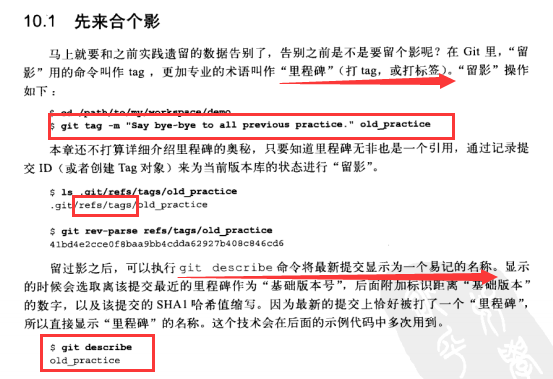 10.1 先来合个影
马上就要和之前实践遗留的数据告别了，告别之前是不是要留个影呢？在 Git 里，“留
影”用的命令叫作 tag，更加专业的术语叫作“里程碑”（打 tag，或打标签）。“留影”操作
如下：
$ cd /path/to/my/workspace/demo
$ git tag -m "Say bye-bye to all previous practice." old_practice
本章还不打算详细介绍里程碑的奥秘，只要知道里程碑无非也是一个引用，通过记录提
交 ID（或者创建 Tag 对象）来为当前版本库的状态进行“留影”。
$ ls .git/refs/tags/old_practice
.git/refs/tags/old_practice
$ git rev-parse refs/tags/old_practice
41bd4e2cce0f8baa9bb4cdda62927b408c846cd6
留过影之后，可以执行 git describe 命令将最新提交显示为一个易记的名称。显示
的时候会选取离该提交最近的里程碑作为“基础版本号”，后面附加标识距离“基础版本”
的数字，以及该提交的 SHA1 哈希值缩写。因为最新的提交上恰好被打了一个“里程碑”，
所以直接显示“里程碑”的名称。这个技术会在后面的示例代码中多次用到。
$ git describe
old_practice